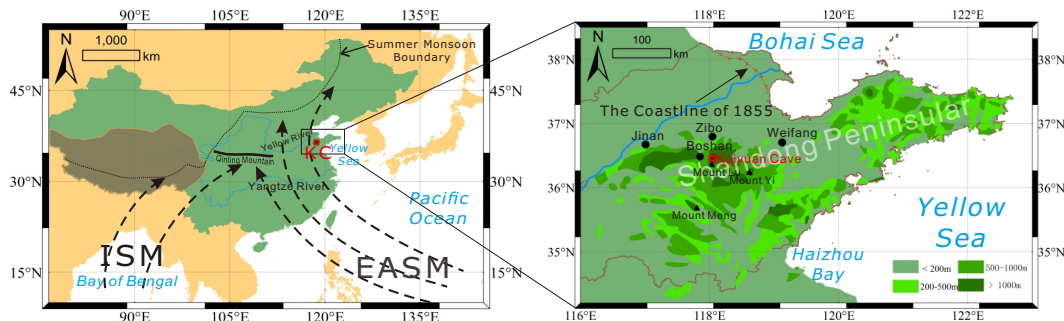 90°E 105°E 120°E 135°E
N
1,000
km
Summer Monsoon
Boundary
45°N
30°N
15°N
Yellow River
KC
Yellow
Sea
Qinling Mountain
Yangtze River
Pacific
Ocean
ISM
Bay of Bengal
EASM
45°N
30°N
15°N
90°E 105°E 120°E 135°E
118°E 120°E 122°E
N
100
km
Bohai Sea
38°N
37°N
36°N
35°N
The Coastline of 1855
Jinan
Zibo
Weifang
Boshan
Kaiyuan Cave
Mount Lu
Mount Yi
Mount Meng
Shandong Peninsular
Yellow
Sea
Haizhou
Bay
< 200m
500-1000m
200-500m
> 1000m
38°N
37°N
36°N
35°N
116°E 118°E 120°E 122°E